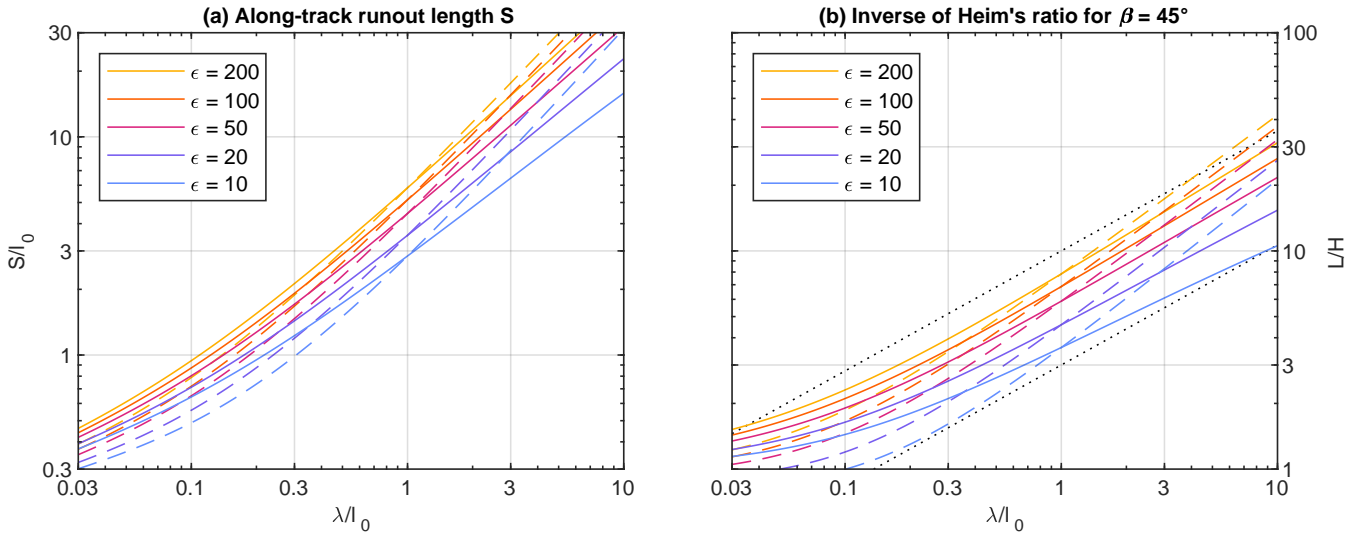 (a) Along-track runout length S
30
10
3
1
0.3
S/l0
ϵ = 200
ϵ = 100
ϵ = 50
ϵ = 20
ϵ = 10
0.03 0.1 0.3 1 3 10
λ/l0
(b) Inverse of Heim's ratio for β = 45°
ϵ = 200
ϵ = 100
ϵ = 50
ϵ = 20
ϵ = 10
100
30
10
3
1
L/H
0.03 0.1 0.3 1 3 10
λ/l0